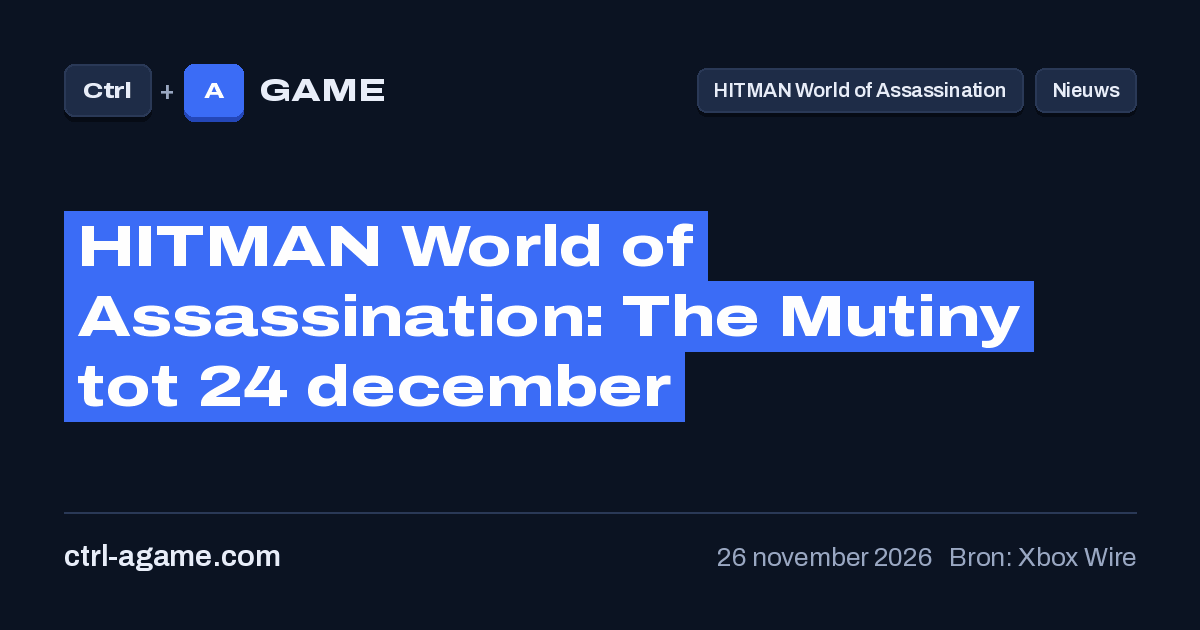 Ctrl + A GAME
HITMAN World of Assassination Nieuws
HITMAN World of
Assassination: The Mutiny
tot 24 december
ctrl-agame.com
26 november 2026 Bron: Xbox Wire